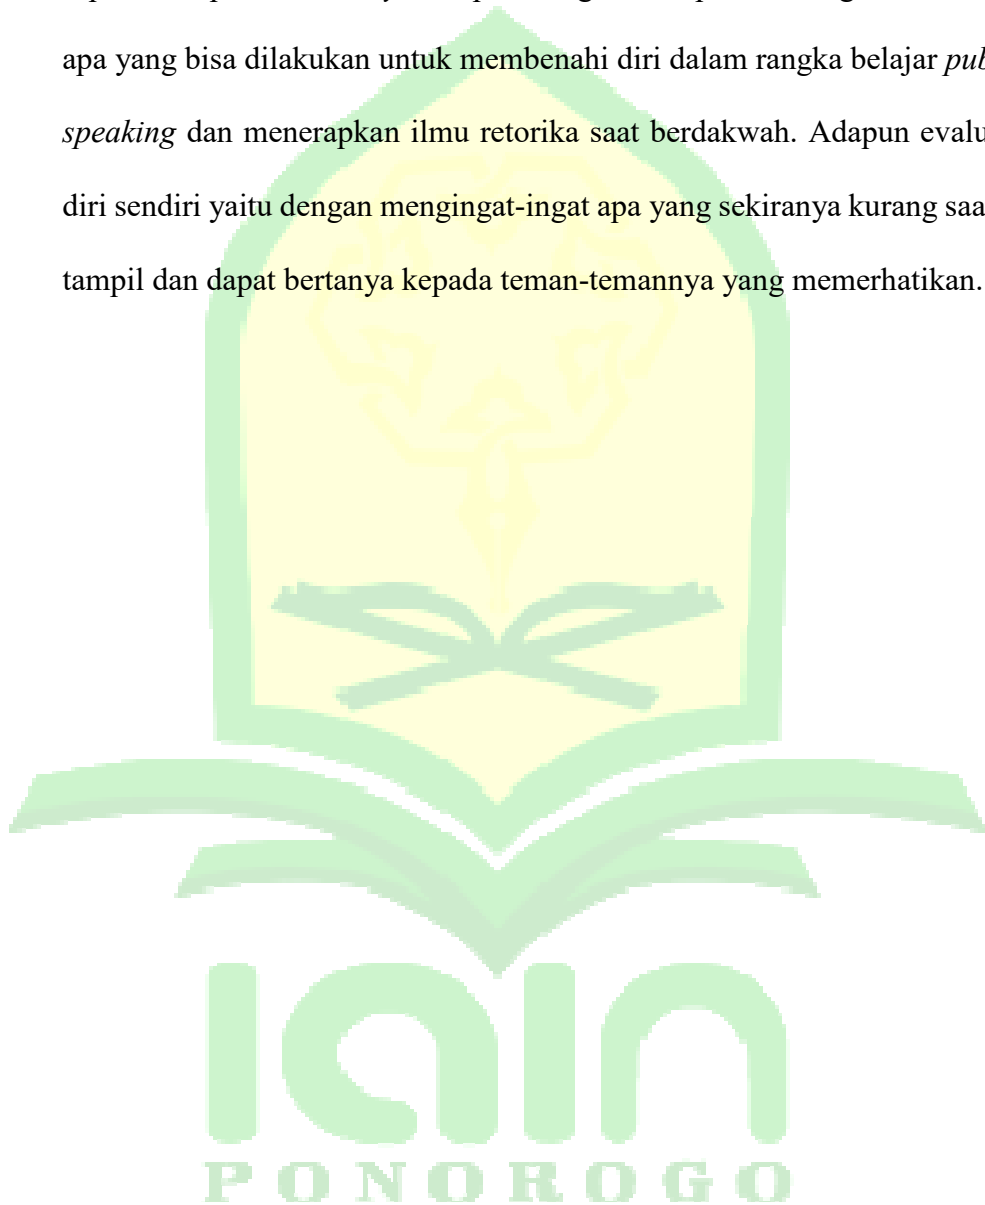 apa yang bisa dilakukan untuk membenahi diri dalam rangka belajar
speaking dan menerapkan ilmu retorika saat berdakwah. Adapun
diri sendiri yaitu dengan mengingat-ingat apa yang sekiranya kurang
tampil dan dapat bertanya kepada teman-temannya yang memerhatikan.
iain
PONOROGO